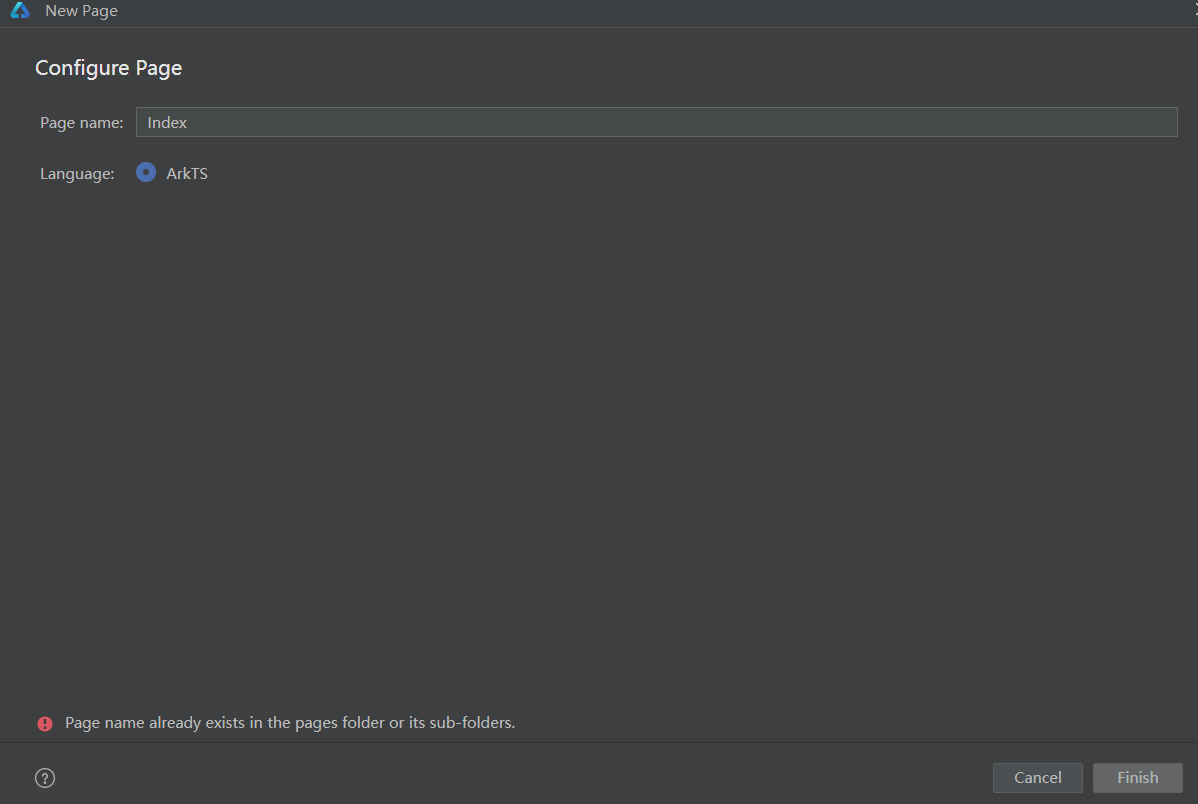 New Page
Configure Page
Page name: Index
Language: ArkTS
Page name already exists in the pages folder or its sub-folders.
?
Cancel Finish